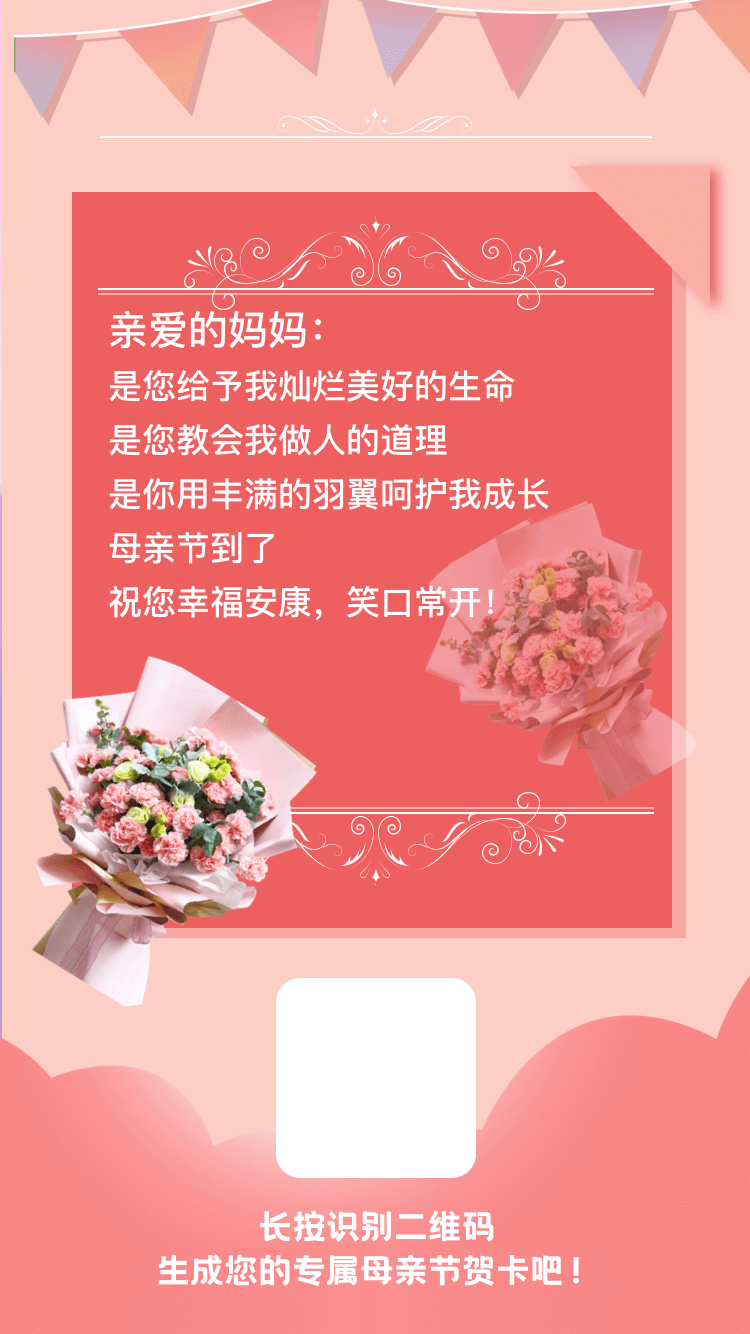 亲爱的妈妈：
是您给予我灿烂美好的生命
是您教会我做人的道理
是你用丰满的羽翼呵护我成长
母亲节到了
祝您幸福安康，笑口常开！
长按识别二维码
生成您的专属母亲节贺卡吧！